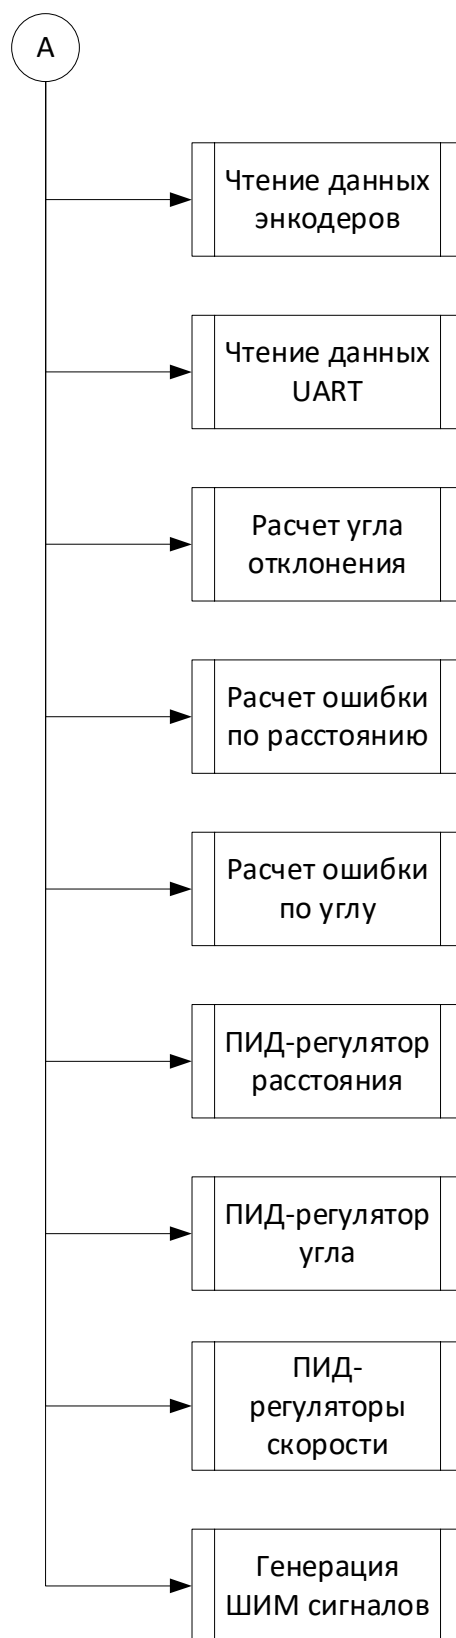 А
Чтение данных
энкодеров
Чтение данных
UART
Расчет угла
отклонения
Расчет ошибки
по расстоянию
Расчет ошибки
по углу
ПИД-регулятор
расстояния
ПИД-регулятор
угла
ПИД-
регуляторы
скорости
Генерация
ШИМ сигналов